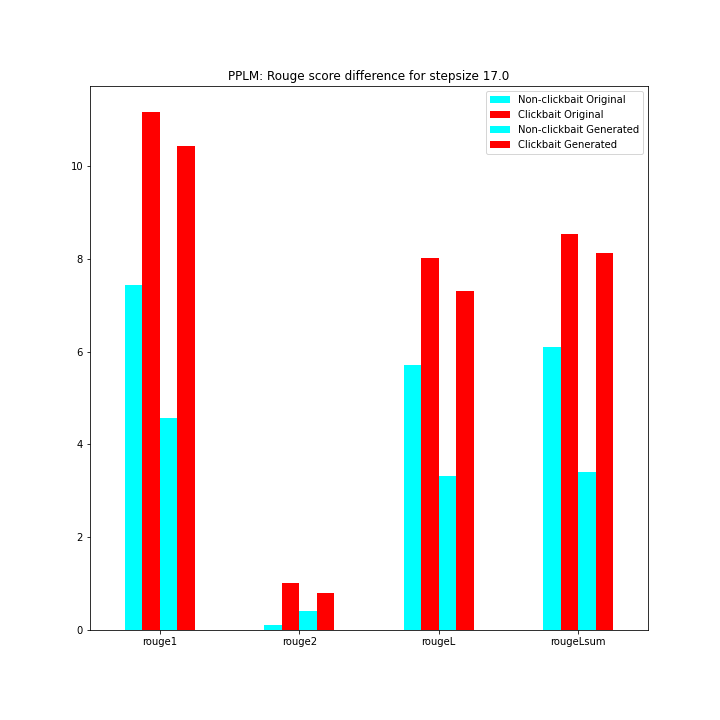 PPLM: Rouge score difference for stepsize 17.0
Non-clickbait Original
Clickbait Original
Non-clickbait Generated
Clickbait Generated
10
8
6
4
2
0
rouge1 rouge2 rougeL rougeLsum